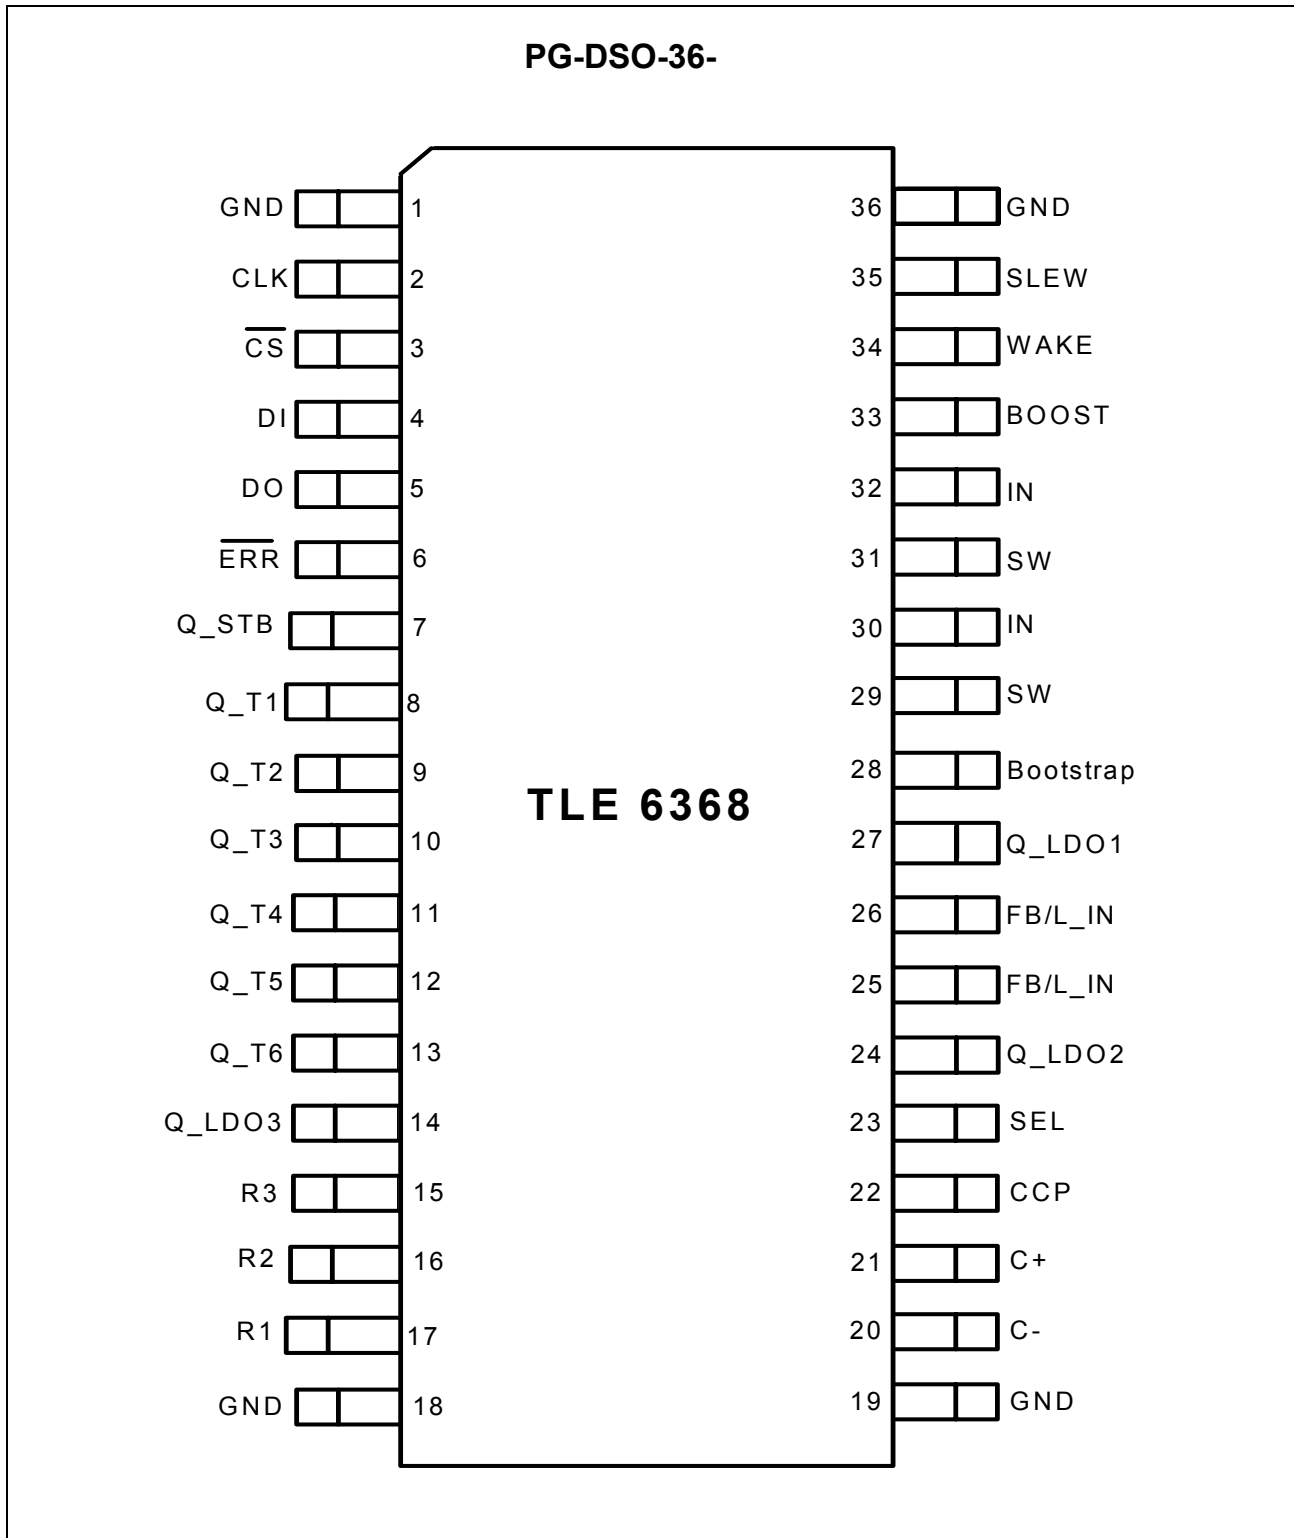 PG-DSO-36-
GND 1 36 GND
CLK 2 35 SLEW
C̅S̅ 3 34 WAKE
DI 4 33 BOOST
DO 5 32 IN
E̅R̅R̅ 6 31 SW
Q_STB 7 30 IN
Q_T1 8 29 SW
Q_T2 9 28 Bootstrap
TLE 6368
Q_T3 10 27 Q_LDO1
Q_T4 11 26 FB/L_IN
Q_T5 12 25 FB/L_IN
Q_T6 13 24 Q_LDO2
Q_LDO3 14 23 SEL
R3 15 22 CCP
R2 16 21 C+
R1 17 20 C-
GND 18 19 GND